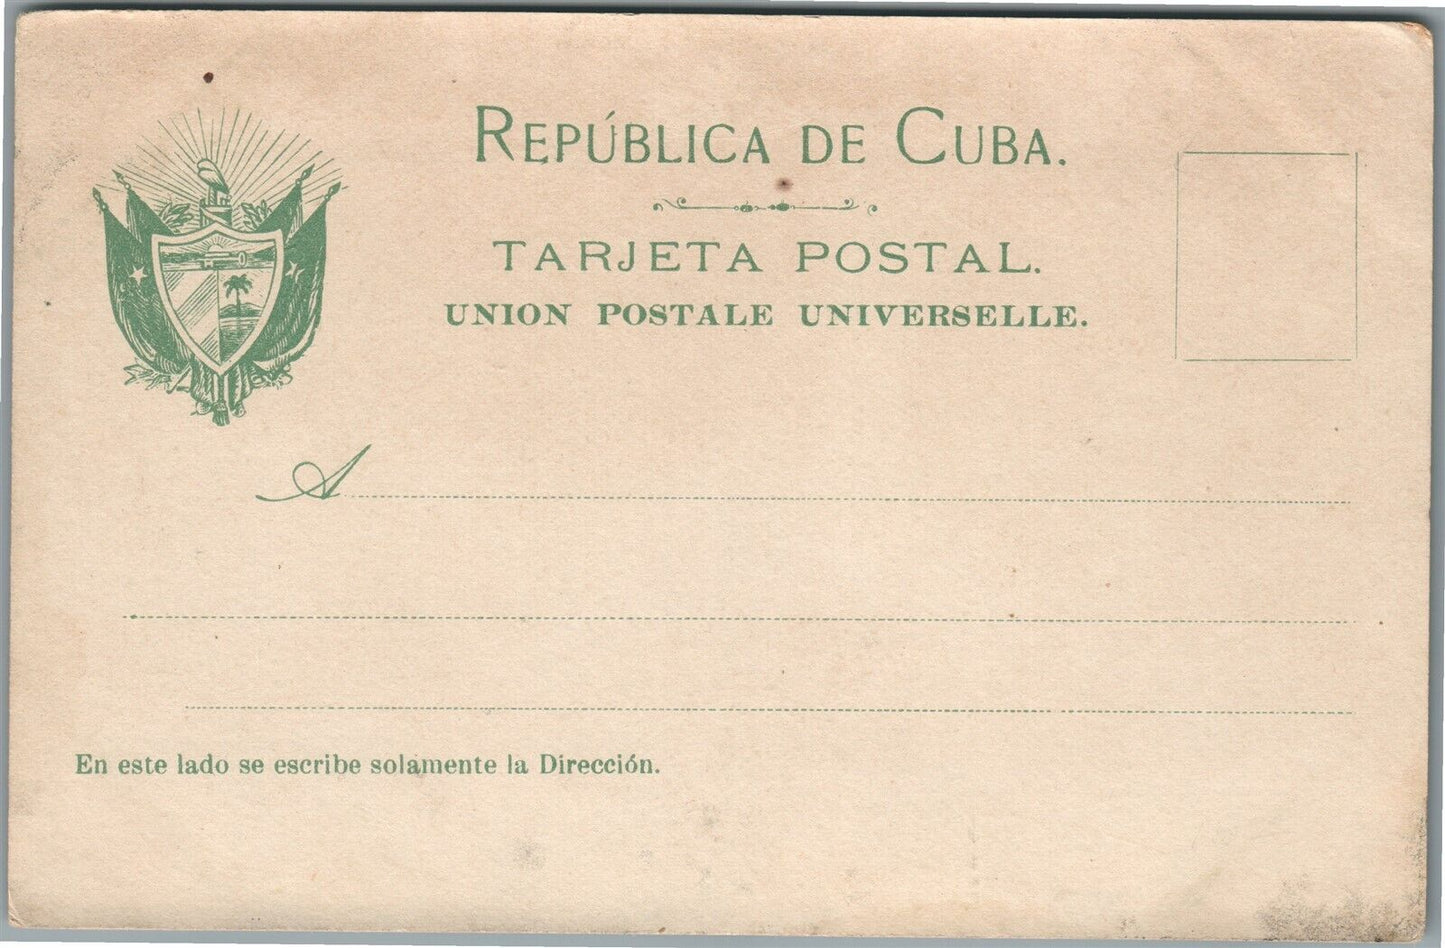 REPÚBLICA DE CUBA.
TARJETA POSTAL.
UNION POSTALE UNIVERSELLE.
A
En este lado se escribe solamente la Dirección.